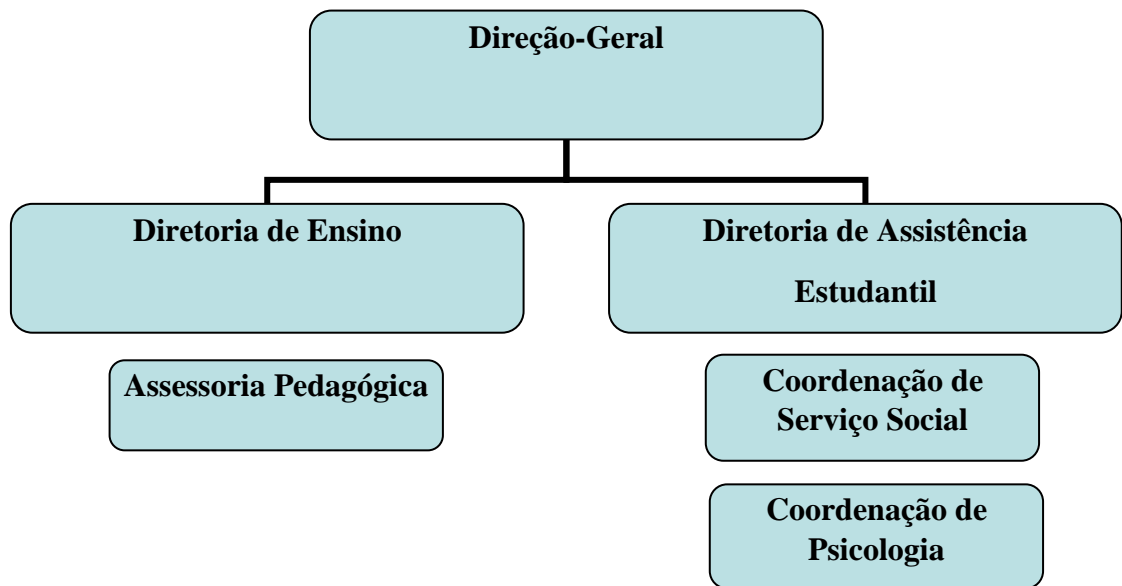 Direção-Geral
Diretoria de Ensino
Diretoria de Assistência
Estudantil
Assessoria Pedagógica
Coordenação de
Serviço Social
Coordenação de
Psicologia